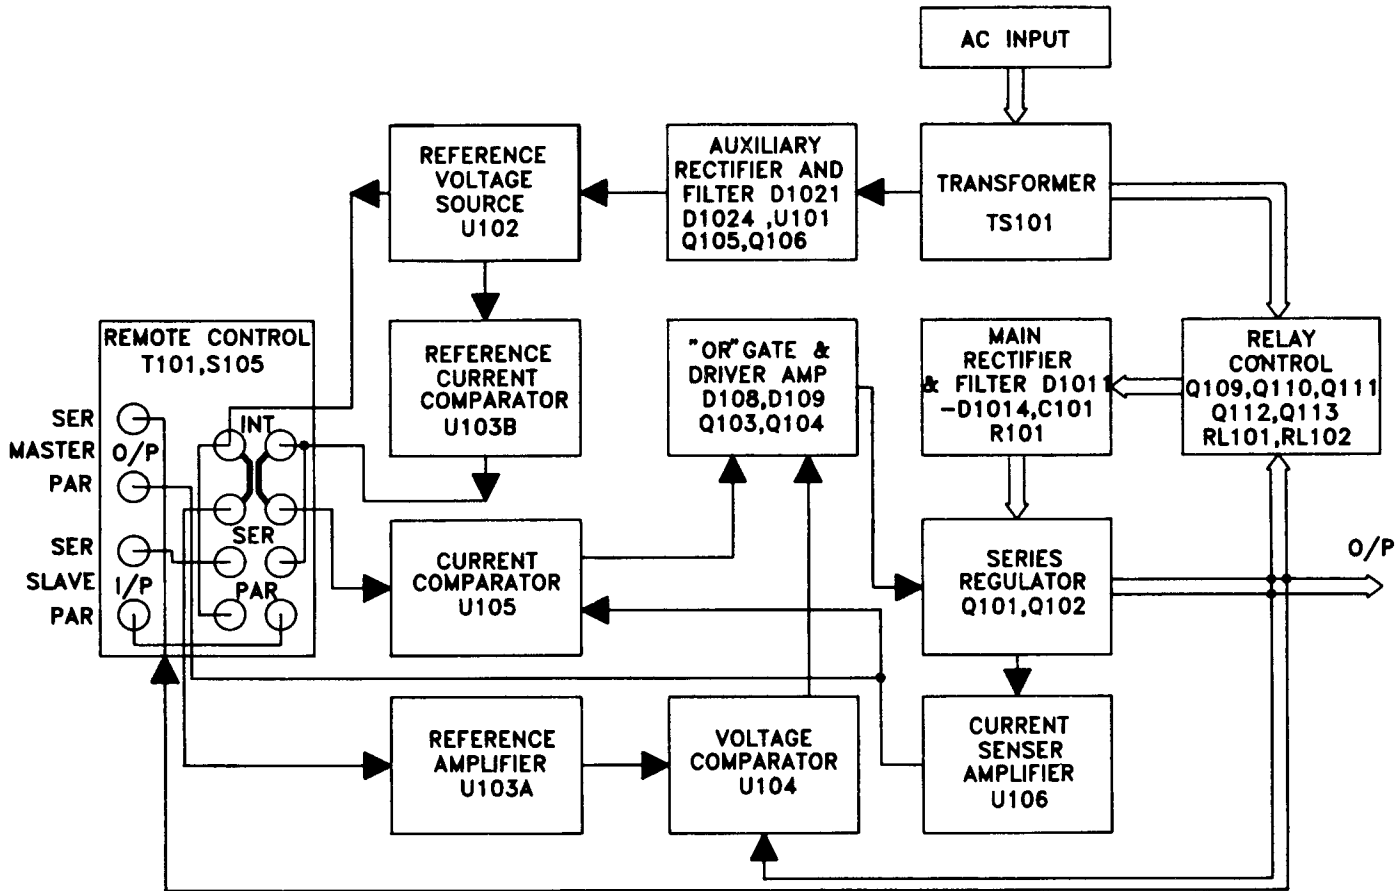 AC INPUT
REFERENCE
VOLTAGE
SOURCE
U102
AUXILIARY
RECTIFIER AND
FILTER D1021
D1024 ,U101
Q105,Q106
TRANSFORMER
TS101
REMOTE CONTROL
T101,S105
SER
MASTER O/P
PAR
SER
SLAVE I/P
PAR
INT
SER
PAR
REFERENCE
CURRENT
COMPARATOR
U103B
"OR"GATE &
DRIVER AMP
D108,D109
Q103,Q104
MAIN
RECTIFIER
& FILTER D1011
-D1014,C101
R101
RELAY
CONTROL
Q109,Q110,Q111
Q112,Q113
RL101,RL102
CURRENT
COMPARATOR
U105
SERIES
REGULATOR
Q101,Q102
O/P
REFERENCE
AMPLIFIER
U103A
VOLTAGE
COMPARATOR
U104
CURRENT
SENSER
AMPLIFIER
U106